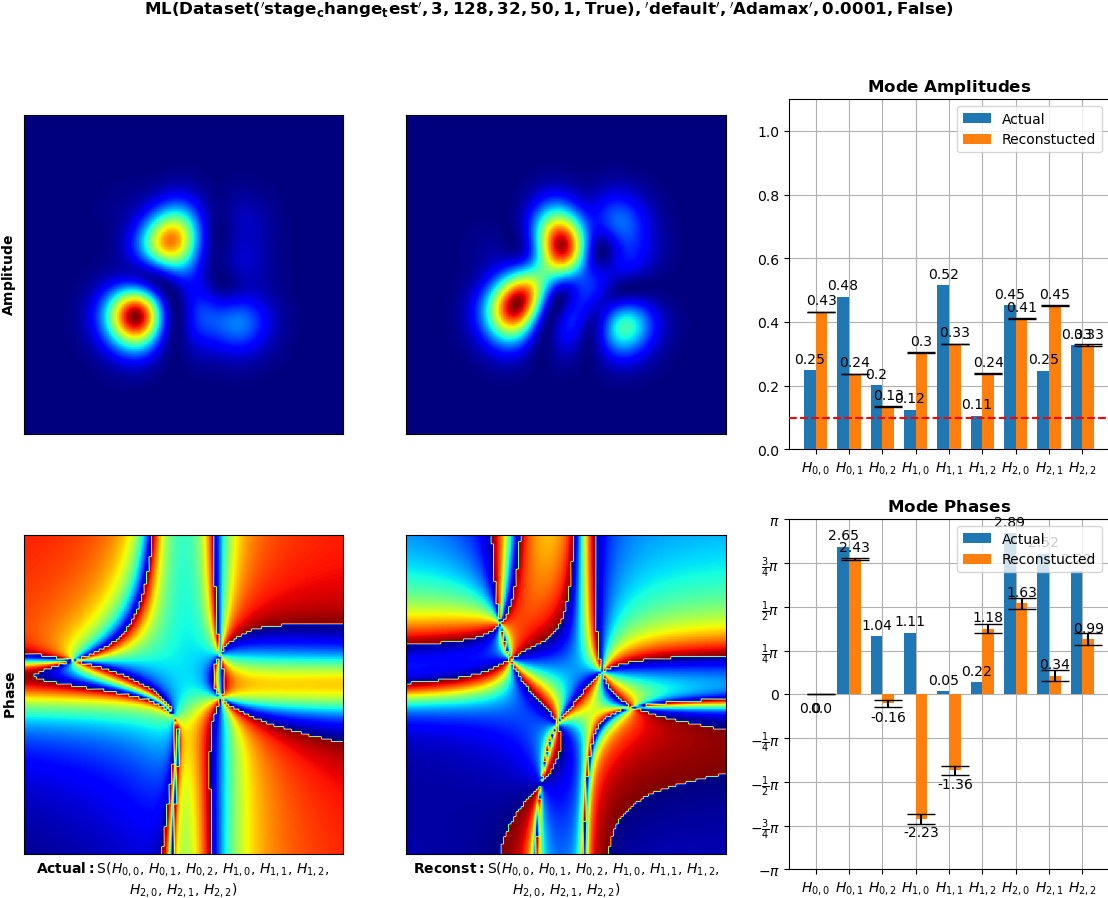 ML(Dataset('stage_change_test', 3, 128, 32, 50, 1, True), 'default', 'Adamax', 0.0001, False)
Amplitude
Mode Amplitudes
Actual
Reconstucted
1.0
0.8
0.6
0.4
0.2
0.0
0.25 0.43 0.48 0.24 0.2 0.13 0.12 0.3 0.52 0.33 0.11 0.24 0.45 0.41 0.25 0.45 0.33 0.33
H0,0 H0,1 H0,2 H1,0 H1,1 H1,2 H2,0 H2,1 H2,2
Phase
Mode Phases
Actual
Reconstucted
π
3/4π
1/2π
1/4π
0
−1/4π
−1/2π
−3/4π
−π
0.0 0.0 2.65 2.43 1.04 -0.16 1.11 -2.23 0.05 -1.36 0.22 1.18 2.89 1.63 2.52 0.34 0.99
H0,0 H0,1 H0,2 H1,0 H1,1 H1,2 H2,0 H2,1 H2,2
Actual: S(H0,0, H0,1, H0,2, H1,0, H1,1, H1,2,
H2,0, H2,1, H2,2)
Reconst: S(H0,0, H0,1, H0,2, H1,0, H1,1, H1,2,
H2,0, H2,1, H2,2)